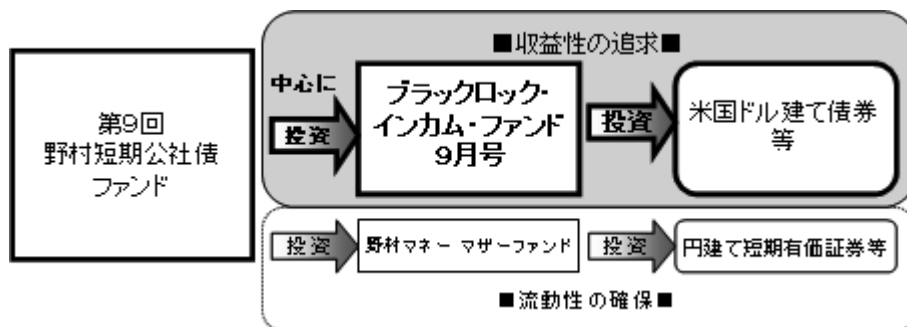 ■収益性の追求■
第9回
野村短期公社債
ファンド
中心に
投資
ブラックロック・
インカム・ファンド
9月号
投資
米国ドル建て債券
等
投資
野村マネー マザーファンド
投資
円建て短期有価証券等
■流動性の確保■